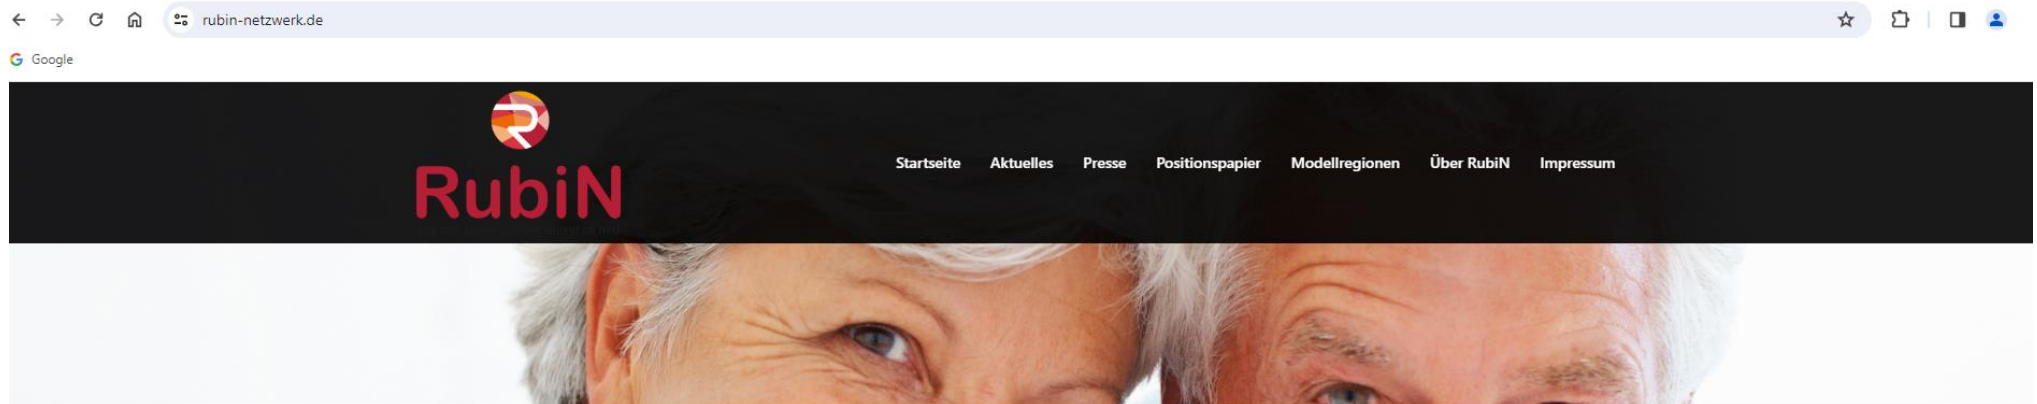 rubin-netzwerk.de
Google
RubiN
Startseite Aktuelles Presse Positionspapier Modellregionen Über RubiN Impressum